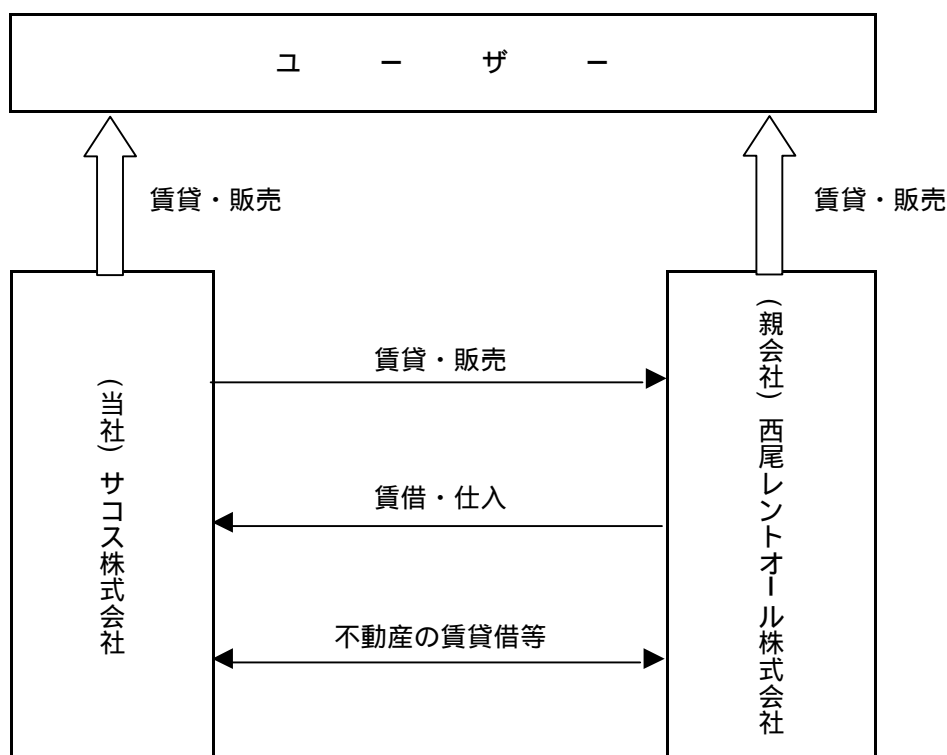 ユーザー
賃貸・販売
賃貸・販売
(当社) サコス株式会社
賃貸・販売
賃借・仕入
不動産の賃貸借等
(親会社) 西尾レントオール株式会社